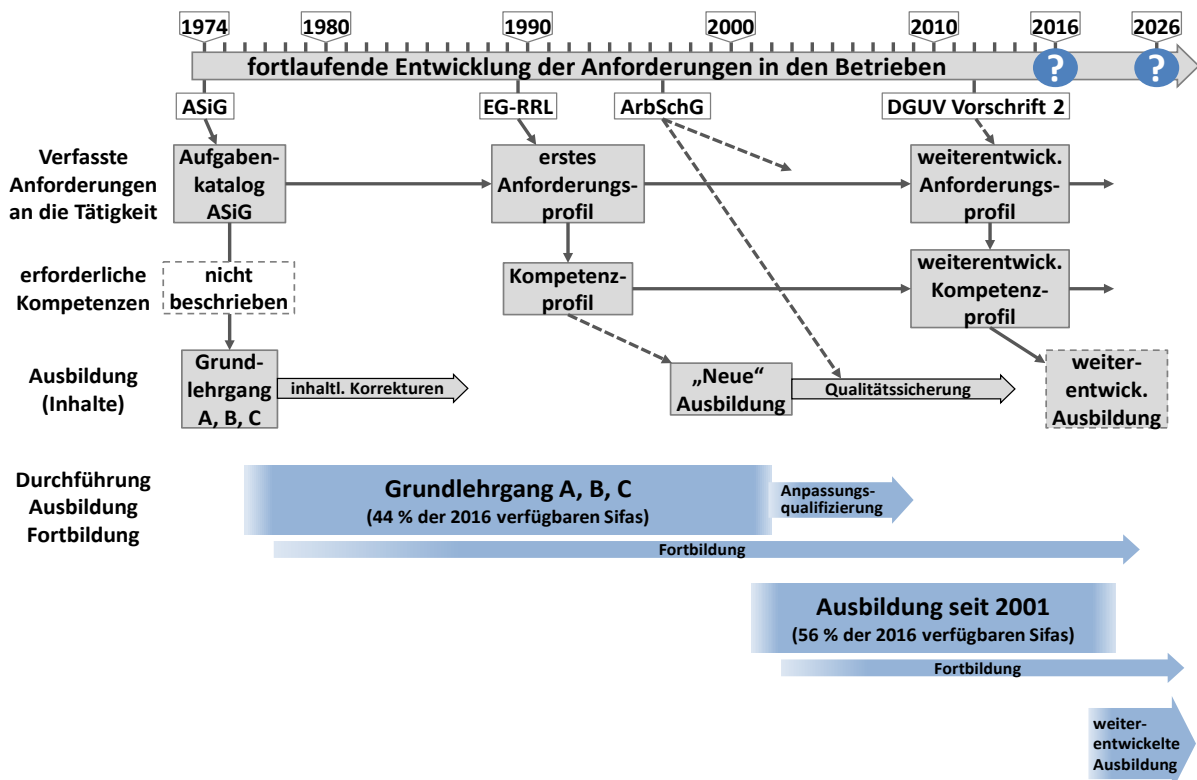 1974
1980
1990
2000
2010
2016
2026
fortlaufende Entwicklung der Anforderungen in den Betrieben
?
?
ASiG
EG-RRL
ArbSchG
DGUV Vorschrift 2
Verfasste
Anforderungen
an die Tätigkeit
Aufgaben-
katalog
ASiG
erstes
Anforderungs-
profil
weiterentwick.
Anforderungs-
profil
erforderliche
Kompetenzen
nicht
beschrieben
Kompetenz-
profil
weiterentwick.
Kompetenz-
profil
Ausbildung
(Inhalte)
Grund-
lehrgang
A, B, C
inhaltl. Korrekturen
„Neue“
Ausbildung
Qualitätssicherung
weiter-
entwick.
Ausbildung
Durchführung
Ausbildung
Fortbildung
Grundlehrgang A, B, C
(44 % der 2016 verfügbaren Sifas)
Anpassungs-
qualifizierung
Fortbildung
Ausbildung seit 2001
(56 % der 2016 verfügbaren Sifas)
Fortbildung
weiter-
entwickelte
Ausbildung